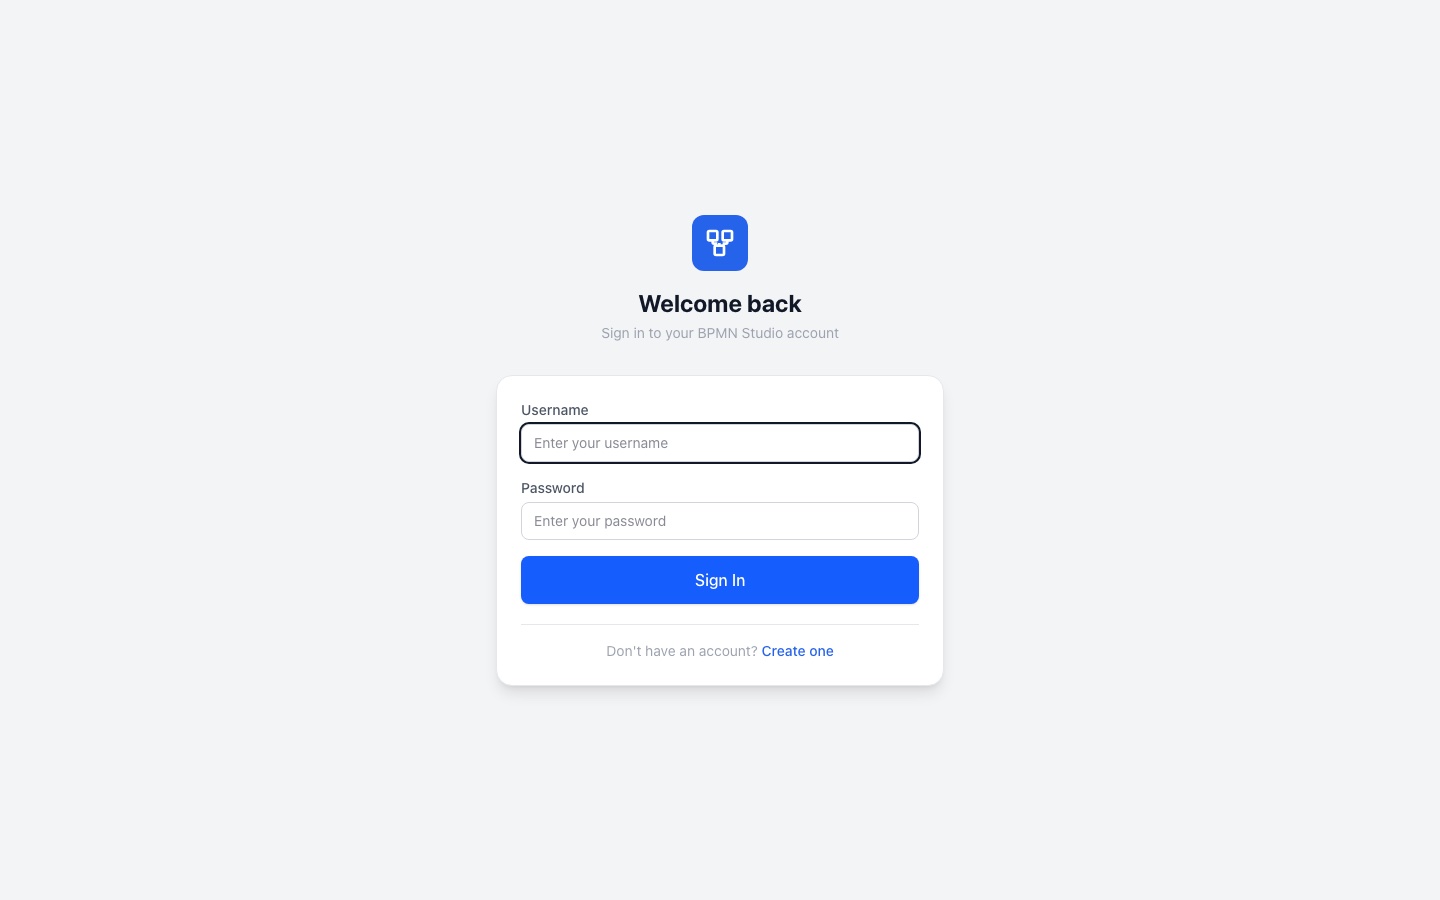 Welcome back
Sign in to your BPMN Studio account
Username
Enter your username
Password
Enter your password
Sign In
Don't have an account? Create one